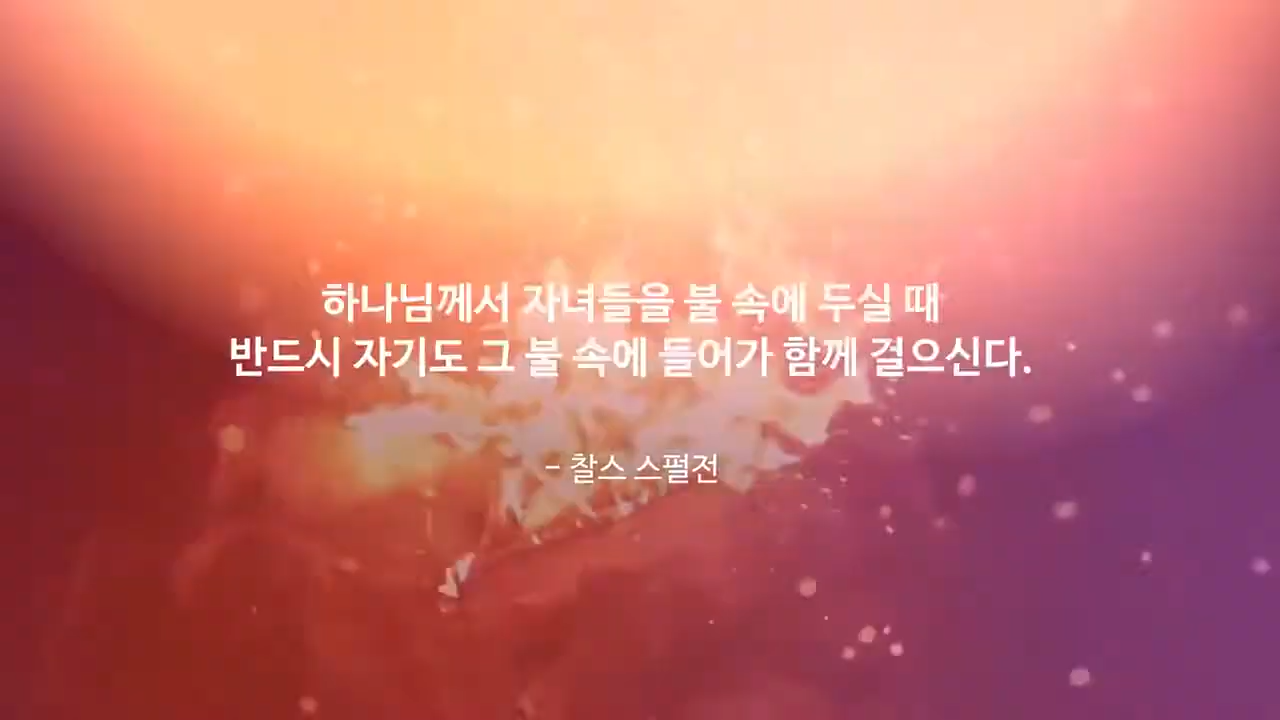 하나님께서 자녀들을 불 속에 두실 때
반드시 자기도 그 불 속에 들어가 함께 걸으신다.
- 찰스 스펄전